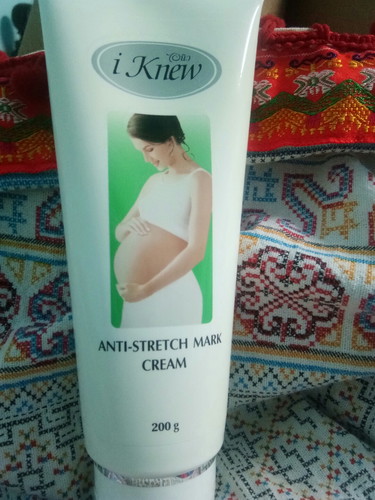 i Knew
ANTI-STRETCH MARK
CREAM
200 g